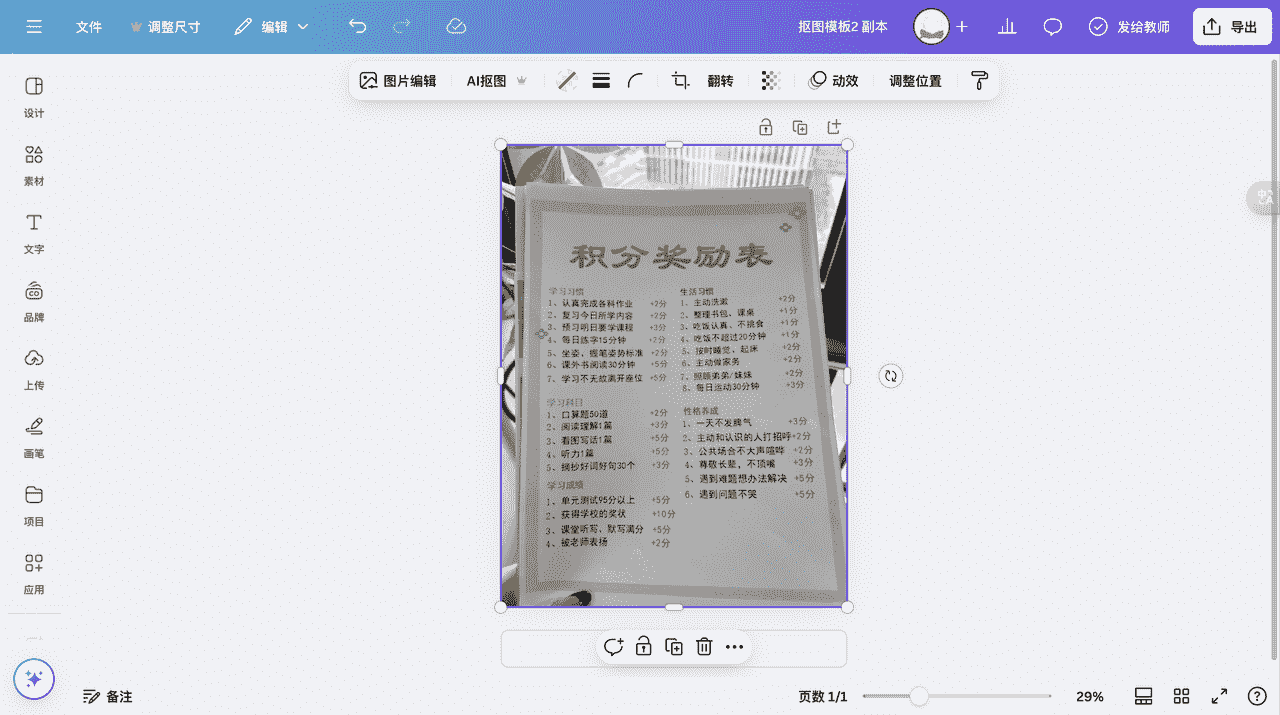 文件
调整尺寸
编辑
抠图模板2 副本
发给教师
导出
图片编辑
AI抠图
翻转
动效
调整位置
设计
素材
文字
品牌
上传
画笔
项目
应用
积分奖励表
学习习惯
1、认真完成各科作业 +2分
2、复习今日所学内容 +2分
3、预习明日要学课程 +3分
4、每日练字15分钟 +2分
5、坐姿、握笔姿势标准 +2分
6、课外书阅读30分钟 +5分
7、学习不无故离开座位 +5分
学习科目
1、口算题50道 +2分
2、阅读理解1篇 +3分
3、看图写话1篇 +5分
4、听力1篇 +5分
5、摘抄好词好句30个 +3分
学习成绩
1、单元测试95分以上 +5分
2、获得学校的奖状 +10分
3、课堂听写、默写满分 +5分
4、被老师表扬 +2分
生活习惯
1、主动洗漱 +2分
2、整理书包、课桌 +1分
3、吃饭认真、不挑食 +1分
4、吃饭不超过20分钟 +1分
5、按时睡觉、起床 +2分
6、主动做家务 +2分
7、照顾弟弟/妹妹 +2分
8、每日运动30分钟 +3分
性格养成
1、一天不发脾气 +3分
2、主动和认识的人打招呼 +2分
3、公共场合不大声喧哗 +2分
4、尊敬长辈，不顶嘴 +3分
5、遇到难题想办法解决 +5分
6、遇到问题不哭 +5分
备注
页数 1/1
29%